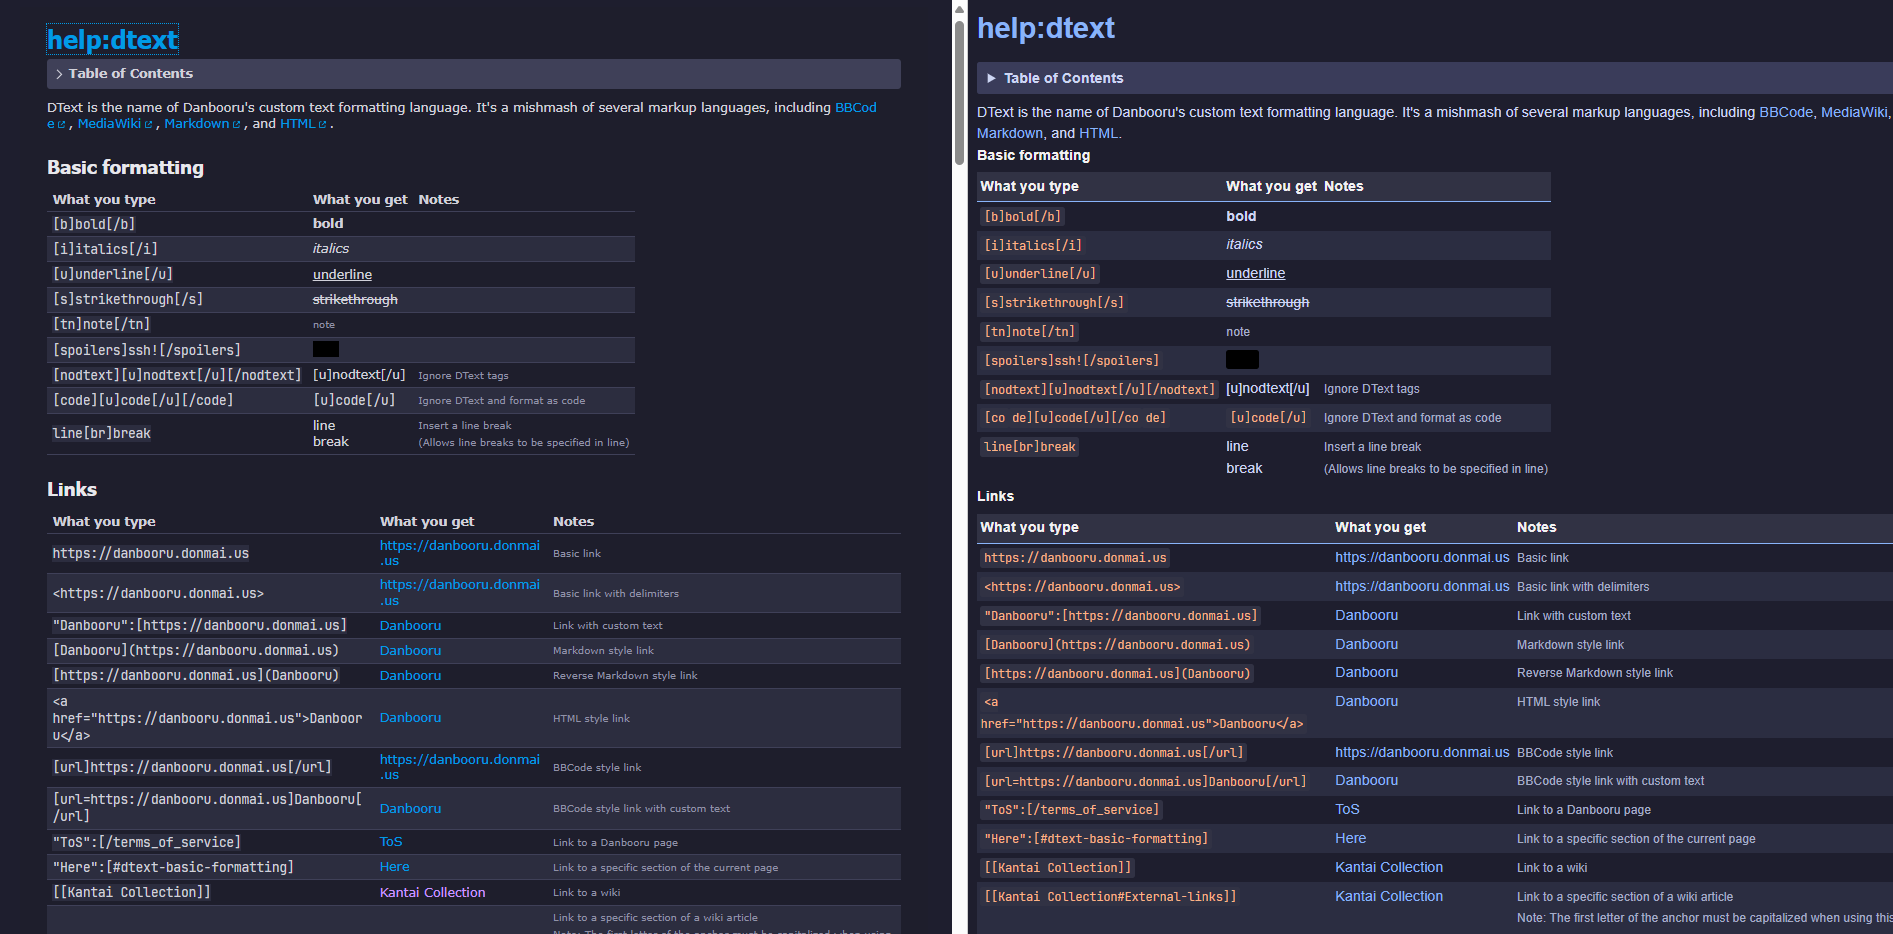 help:dtext
Table of Contents
DText is the name of Danbooru's custom text formatting language. It's a mishmash of several markup languages, including BBCod
e, MediaWiki, Markdown, and HTML.
Basic formatting
What you type What you get Notes
[b]bold[/b] bold
[i]italics[/i] italics
[u]underline[/u] underline
[s]strikethrough[/s] strikethrough
[tn]note[/tn] note
[spoilers]ssh![/spoilers]
[nodtext][u]nodtext[/u][/nodtext] [u]nodtext[/u] Ignore DText tags
[code][u]code[/u][/code] [u]code[/u] Ignore DText and format as code
line[br]break line Insert a line break
break (Allows line breaks to be specified in line)
Links
What you type What you get Notes
https://danbooru.donmai.us https://danbooru.donmai Basic link
.us
<https://danbooru.donmai.us> https://danbooru.donmai Basic link with delimiters
.us
"Danbooru":[https://danbooru.donmai.us] Danbooru Link with custom text
[Danbooru](https://danbooru.donmai.us) Danbooru Markdown style link
[https://danbooru.donmai.us](Danbooru) Danbooru Reverse Markdown style link
<a
href="https://danbooru.donmai.us">Danboor Danbooru HTML style link
u</a>
[url]https://danbooru.donmai.us[/url] https://danbooru.donmai BBCode style link
.us
[url=https://danbooru.donmai.us]Danbooru[ Danbooru BBCode style link with custom text
/url]
"ToS":[/terms_of_service] ToS Link to a Danbooru page
"Here":[#dtext-basic-formatting] Here Link to a specific section of the current page
[[Kantai Collection]] Kantai Collection Link to a wiki
Link to a specific section of a wiki article
help:dtext
Table of Contents
DText is the name of Danbooru's custom text formatting language. It's a mishmash of several markup languages, including BBCode, MediaWiki,
Markdown, and HTML.
Basic formatting
What you type What you get Notes
[b]bold[/b] bold
[i]italics[/i] italics
[u]underline[/u] underline
[s]strikethrough[/s] strikethrough
[tn]note[/tn] note
[spoilers]ssh![/spoilers]
[nodtext][u]nodtext[/u][/nodtext] [u]nodtext[/u] Ignore DText tags
[co de][u]code[/u][/co de] [u]code[/u] Ignore DText and format as code
line[br]break line Insert a line break
break (Allows line breaks to be specified in line)
Links
What you type What you get Notes
https://danbooru.donmai.us https://danbooru.donmai.us Basic link
<https://danbooru.donmai.us> https://danbooru.donmai.us Basic link with delimiters
"Danbooru":[https://danbooru.donmai.us] Danbooru Link with custom text
[Danbooru](https://danbooru.donmai.us) Danbooru Markdown style link
[https://danbooru.donmai.us](Danbooru) Danbooru Reverse Markdown style link
<a Danbooru HTML style link
href="https://danbooru.donmai.us">Danbooru</a>
[url]https://danbooru.donmai.us[/url] https://danbooru.donmai.us BBCode style link
[url=https://danbooru.donmai.us]Danbooru[/url] Danbooru BBCode style link with custom text
"ToS":[/terms_of_service] ToS Link to a Danbooru page
"Here":[#dtext-basic-formatting] Here Link to a specific section of the current page
[[Kantai Collection]] Kantai Collection Link to a wiki
[[Kantai Collection#External-links]] Kantai Collection Link to a specific section of a wiki article
Note: The first letter of the anchor must be capitalized when using this